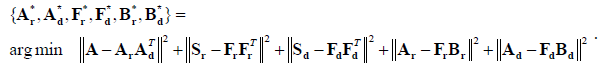 {A_r^*, A_d^*, F_r^*, F_d^*, B_r^*, B_d^*} =
arg min ‖A − A_r A_d^T‖^2 + ‖S_r − F_r F_r^T‖^2 + ‖S_d − F_d F_d^T‖^2 + ‖A_r − F_r B_r‖^2 + ‖A_d − F_d B_d‖^2 .